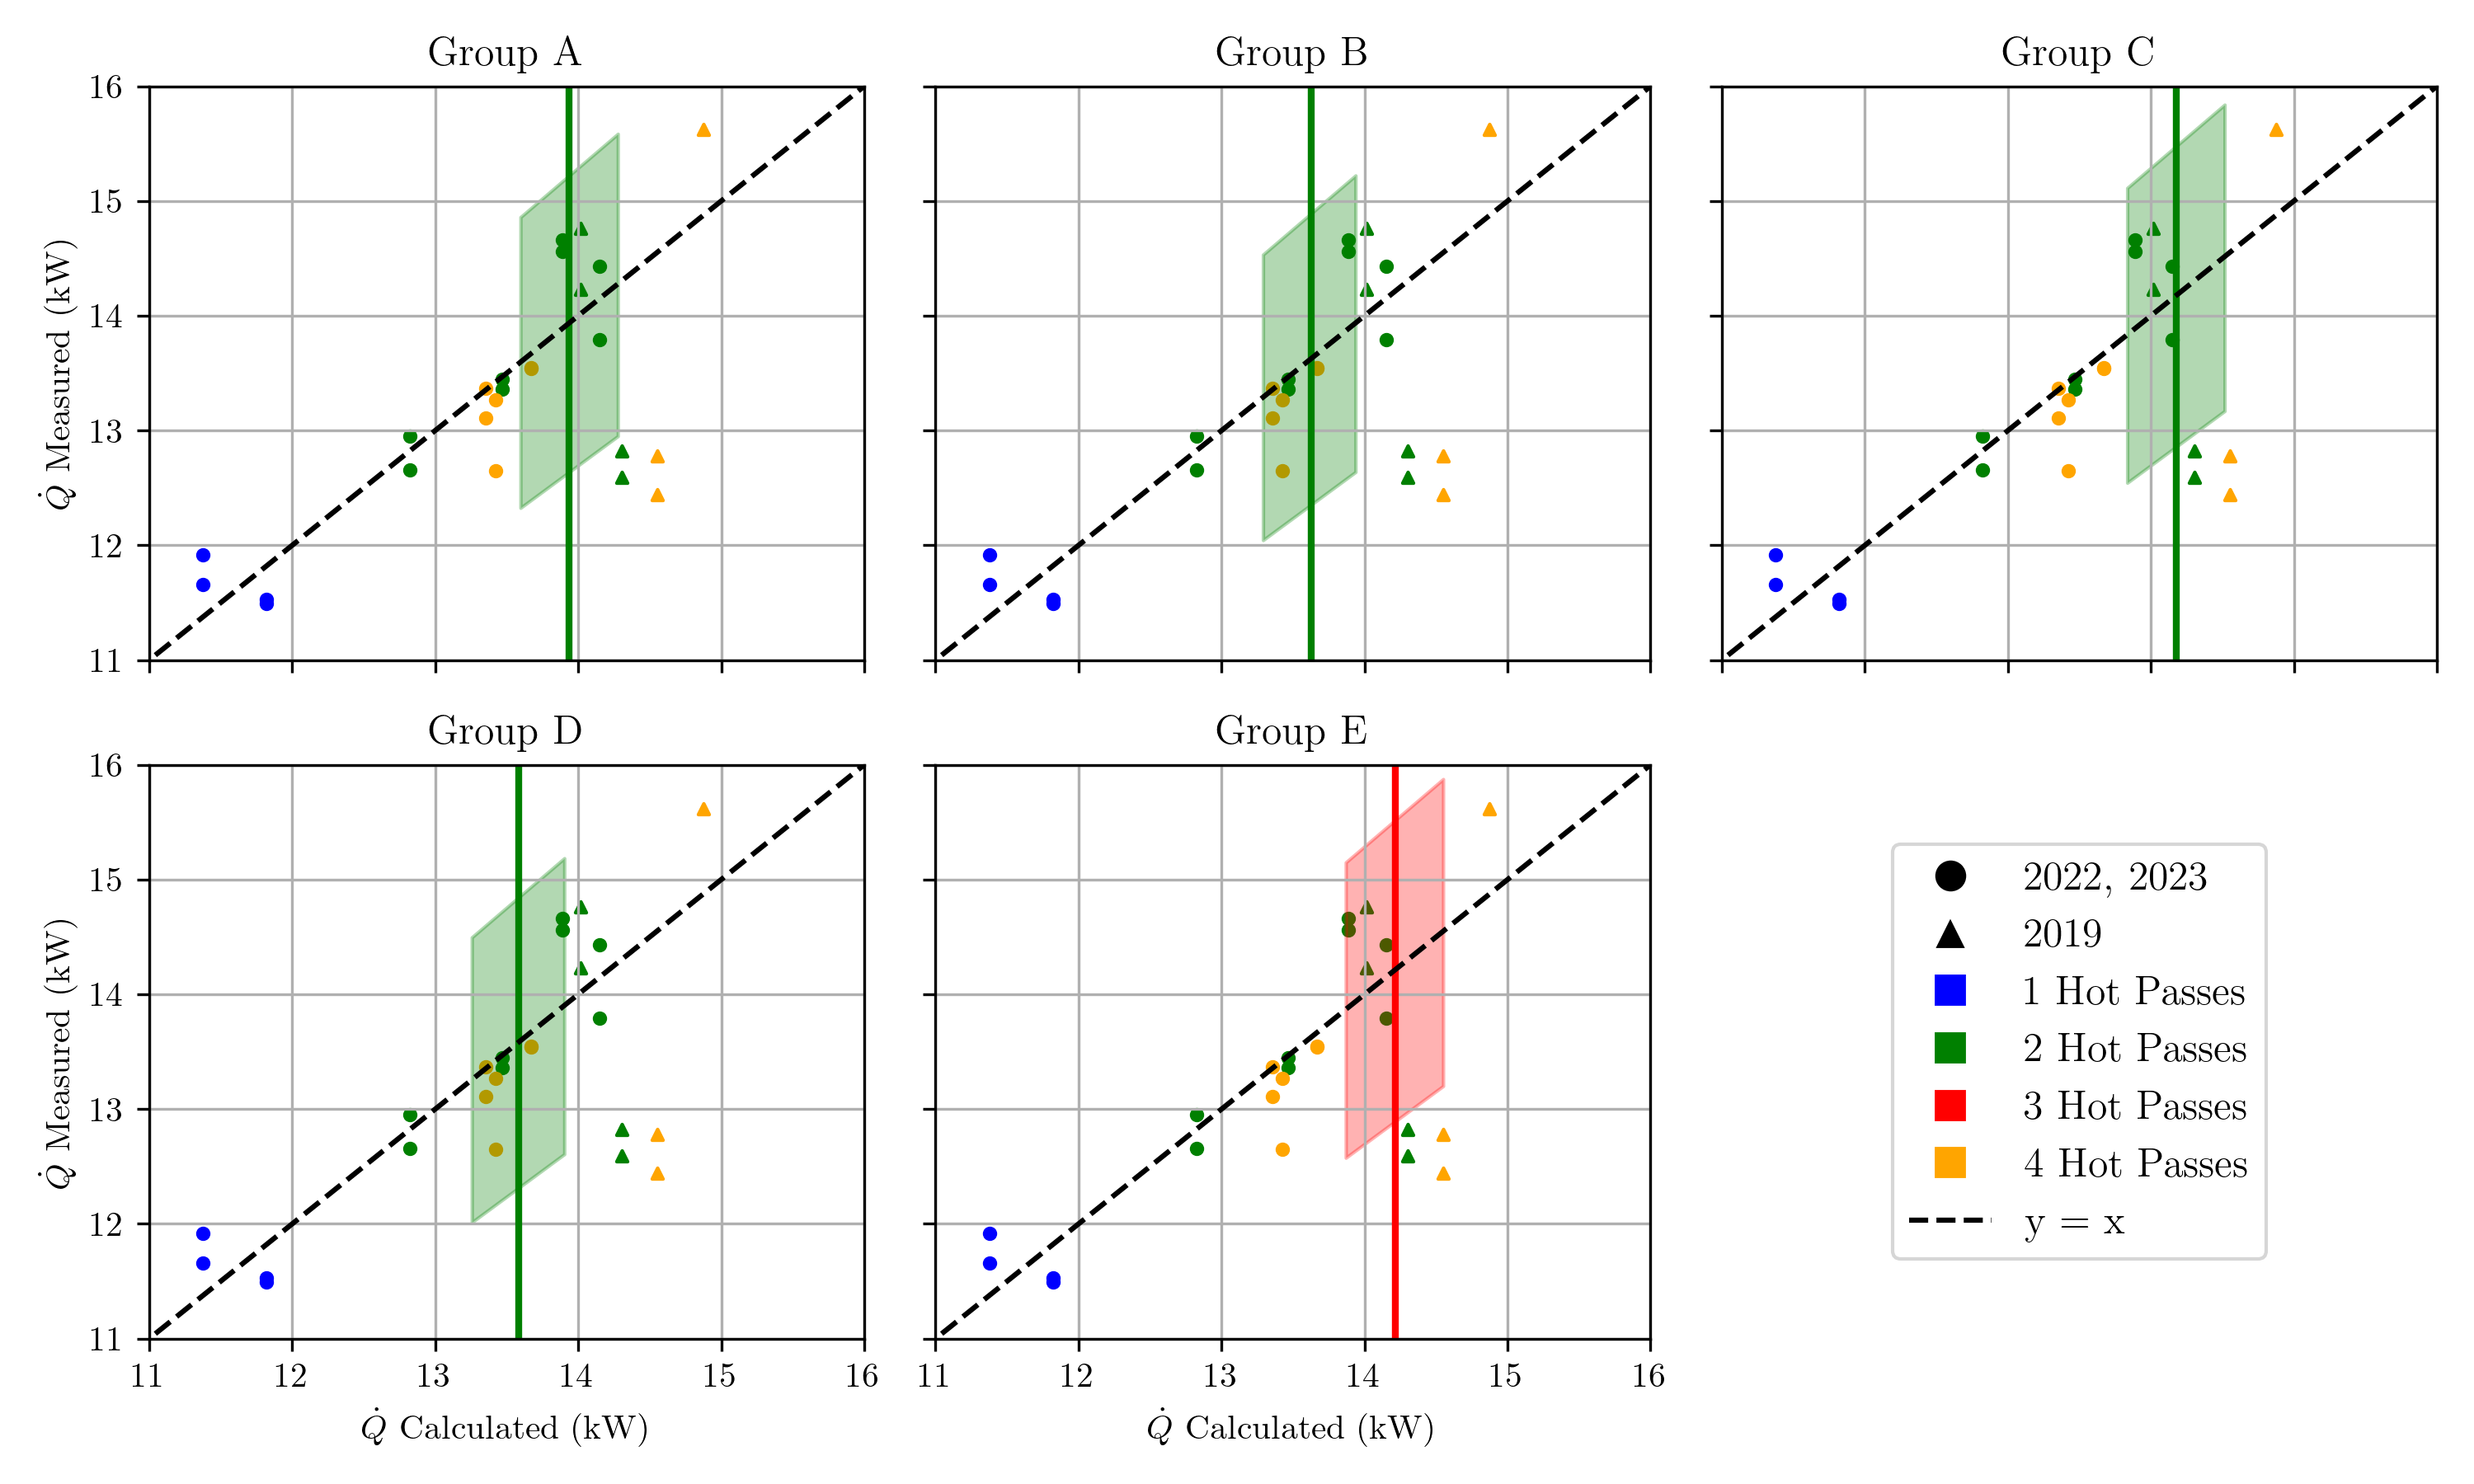 Group A
Group B
Group C
16
15
14
13
12
11
Q̇ Measured (kW)
Group D
Group E
16
15
14
13
12
11
Q̇ Measured (kW)
11 12 13 14 15 16
11 12 13 14 15 16
Q̇ Calculated (kW)
Q̇ Calculated (kW)
2022, 2023
2019
1 Hot Passes
2 Hot Passes
3 Hot Passes
4 Hot Passes
y = x